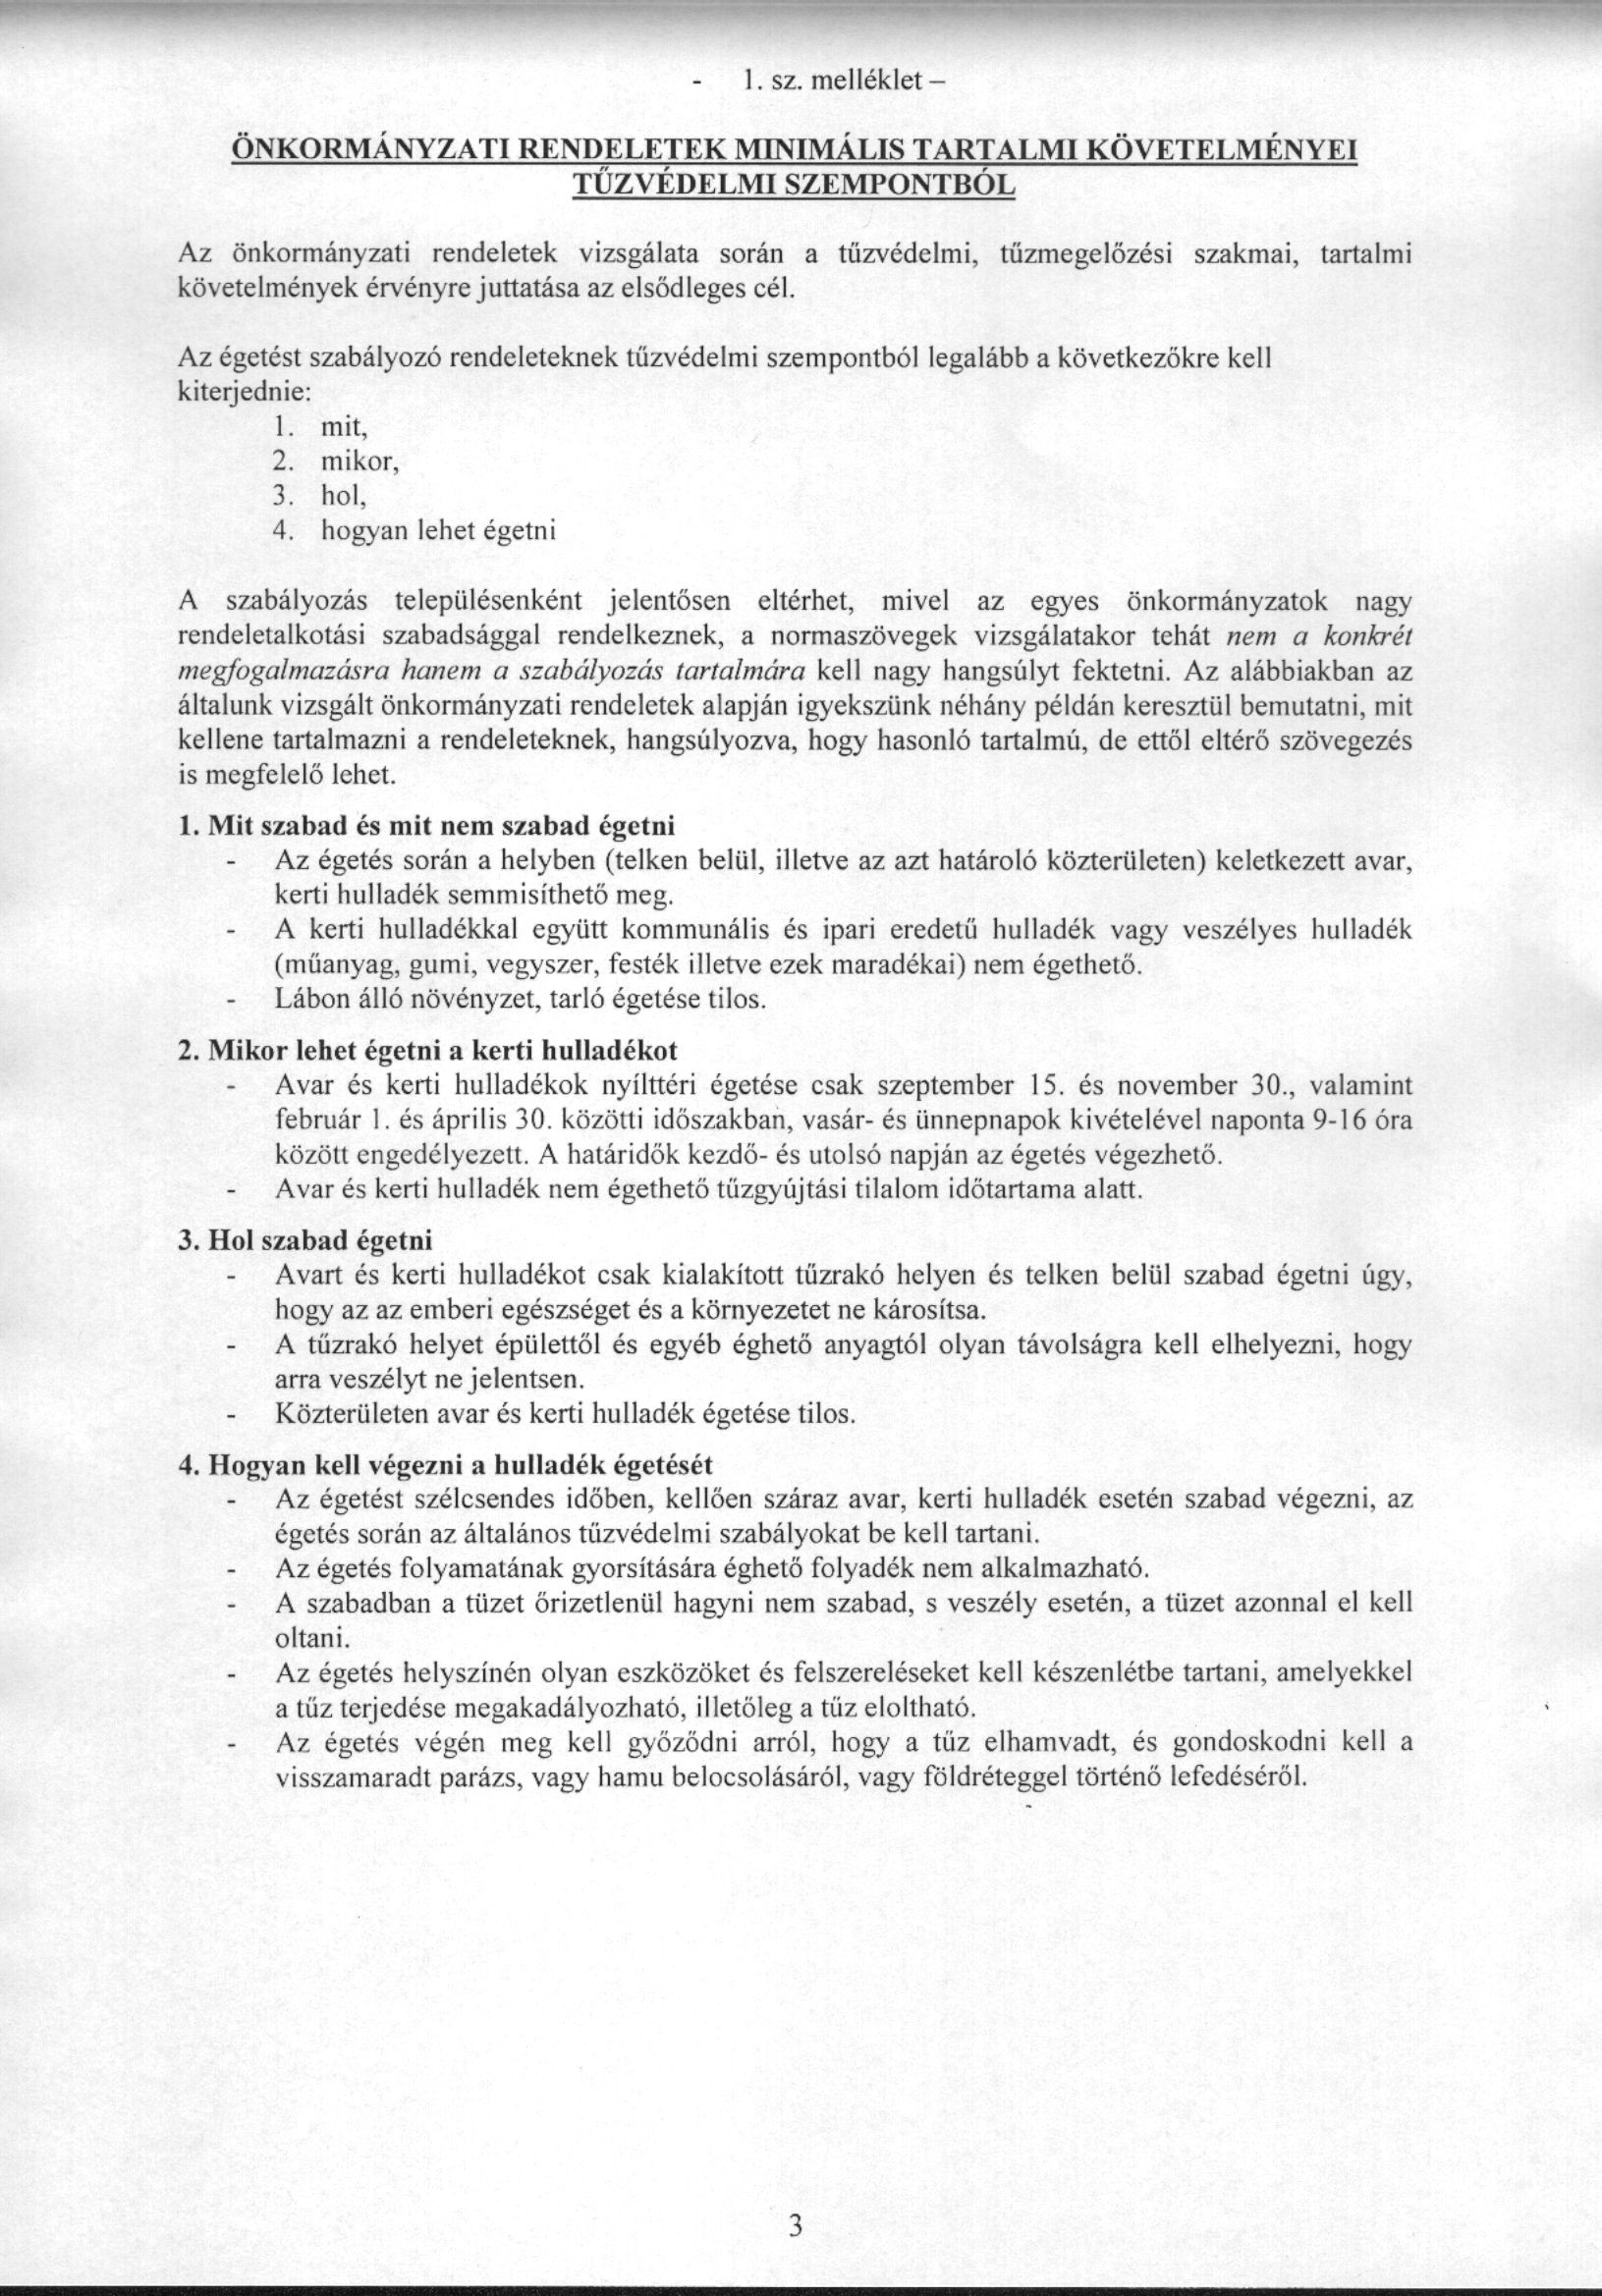 - 1. sz. melléklet –
ÖNKORMÁNYZATI RENDELETEK MINIMÁLIS TARTALMI KÖVETELMÉNYEI
TŰZVÉDELMI SZEMPONTBÓL
Az önkormányzati rendeletek vizsgálata során a tűzvédelmi, tűzmegelőzési szakmai, tartalmi
követelmények érvényre juttatása az elsődleges cél.
Az égetést szabályozó rendeleteknek tűzvédelmi szempontból legalább a következőkre kell
kiterjednie:
1. mit,
2. mikor,
3. hol,
4. hogyan lehet égetni
A szabályozás településenként jelentősen eltérhet, mivel az egyes önkormányzatok nagy
rendeletalkotási szabadsággal rendelkeznek, a normaszövegek vizsgálatakor tehát nem a konkrét
megfogalmazásra hanem a szabályozás tartalmára kell nagy hangsúlyt fektetni. Az alábbiakban az
általunk vizsgált önkormányzati rendeletek alapján igyekszünk néhány példán keresztül bemutatni, mit
kellene tartalmazni a rendeleteknek, hangsúlyozva, hogy hasonló tartalmú, de ettől eltérő szövegezés
is megfelelő lehet.
1. Mit szabad és mit nem szabad égetni
- Az égetés során a helyben (telken belül, illetve az azt határoló közterületen) keletkezett avar,
kerti hulladék semmisíthető meg.
- A kerti hulladékkal együtt kommunális és ipari eredetű hulladék vagy veszélyes hulladék
(műanyag, gumi, vegyszer, festék illetve ezek maradékai) nem égethető.
- Lábon álló növényzet, tarló égetése tilos.
2. Mikor lehet égetni a kerti hulladékot
- Avar és kerti hulladékok nyílttéri égetése csak szeptember 15. és november 30., valamint
február 1. és április 30. közötti időszakban, vasár- és ünnepnapok kivételével naponta 9-16 óra
között engedélyezett. A határidők kezdő- és utolsó napján az égetés végezhető.
- Avar és kerti hulladék nem égethető tűzgyújtási tilalom időtartama alatt.
3. Hol szabad égetni
- Avart és kerti hulladékot csak kialakított tűzrakó helyen és telken belül szabad égetni úgy,
hogy az az emberi egészséget és a környezetet ne károsítsa.
- A tűzrakó helyet épülettől és egyéb éghető anyagtól olyan távolságra kell elhelyezni, hogy
arra veszélyt ne jelentsen.
- Közterületen avar és kerti hulladék égetése tilos.
4. Hogyan kell végezni a hulladék égetését
- Az égetést szélcsendes időben, kellően száraz avar, kerti hulladék esetén szabad végezni, az
égetés során az általános tűzvédelmi szabályokat be kell tartani.
- Az égetés folyamatának gyorsítására éghető folyadék nem alkalmazható.
- A szabadban a tüzet őrizetlenül hagyni nem szabad, s veszély esetén, a tüzet azonnal el kell
oltani.
- Az égetés helyszínén olyan eszközöket és felszereléseket kell készenlétbe tartani, amelyekkel
a tűz terjedése megakadályozható, illetőleg a tűz eloltható.
- Az égetés végén meg kell győződni arról, hogy a tűz elhamvadt, és gondoskodni kell a
visszamaradt parázs, vagy hamu belocsolásáról, vagy földréteggel történő lefedéséről.
3